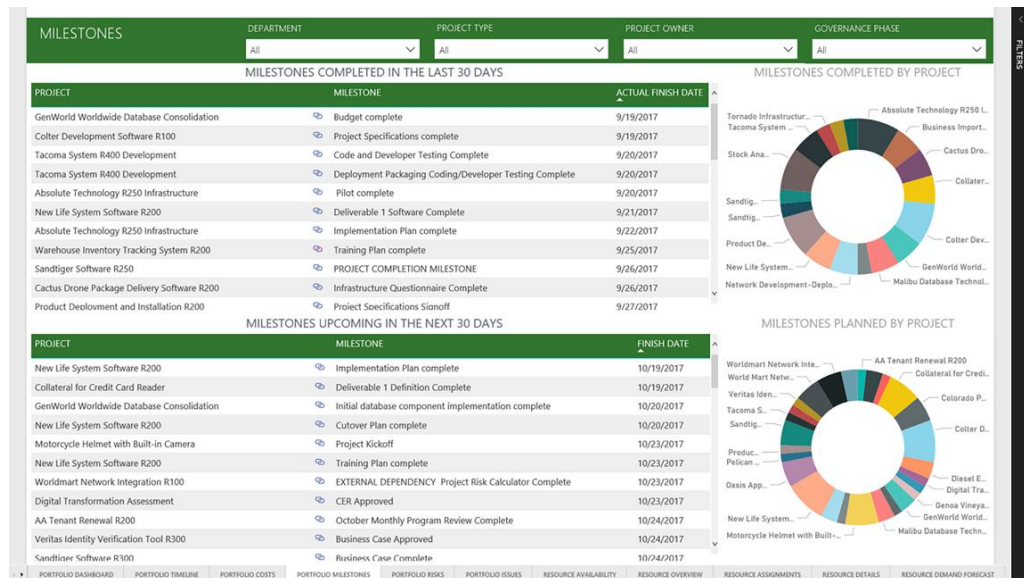 MILESTONES
DEPARTMENT
All
PROJECT TYPE
All
PROJECT OWNER
All
GOVERNANCE PHASE
All
FILTERS
MILESTONES COMPLETED IN THE LAST 30 DAYS
PROJECT MILESTONE ACTUAL FINISH DATE
GenWorld Worldwide Database Consolidation Budget complete 9/19/2017
Colter Development Software R100 Project Specifications complete 9/19/2017
Tacoma System R400 Development Code and Developer Testing Complete 9/20/2017
Tacoma System R400 Development Deployment Packaging Coding/Developer Testing Complete 9/20/2017
Absolute Technology R250 Infrastructure Pilot complete 9/20/2017
New Life System Software R200 Deliverable 1 Software Complete 9/21/2017
Absolute Technology R250 Infrastructure Implementation Plan complete 9/22/2017
Warehouse Inventory Tracking System R200 Training Plan complete 9/25/2017
Sandtiger Software R250 PROJECT COMPLETION MILESTONE 9/26/2017
Cactus Drone Package Delivery Software R200 Infrastructure Questionnaire Complete 9/26/2017
Product Deployment and Installation R200 Project Specifications Signoff 9/27/2017
MILESTONES COMPLETED BY PROJECT
Absolute Technology R250 I...
Business Import...
Cactus Dro...
Collater...
Colter Dev...
GenWorld World...
Malibu Database Technol...
Network Development-Deplo...
New Life System...
Product De...
Sandtig...
Sandtig...
Stock Ana...
Tacoma System ...
Tornado Infrastructur...
MILESTONES UPCOMING IN THE NEXT 30 DAYS
PROJECT MILESTONE FINISH DATE
New Life System Software R200 Implementation Plan complete 10/19/2017
Collateral for Credit Card Reader Deliverable 1 Definition Complete 10/19/2017
GenWorld Worldwide Database Consolidation Initial database component implementation complete 10/20/2017
New Life System Software R200 Cutover Plan complete 10/20/2017
Motorcycle Helmet with Built-in Camera Project Kickoff 10/23/2017
New Life System Software R200 Training Plan complete 10/23/2017
Worldmart Network Integration R100 EXTERNAL DEPENDENCY Project Risk Calculator Complete 10/23/2017
Digital Transformation Assessment CER Approved 10/23/2017
AA Tenant Renewal R200 October Monthly Program Review Complete 10/24/2017
Veritas Identity Verification Tool R300 Business Case Approved 10/24/2017
Sandtiger Software R300 Business Case Complete 10/24/2017
MILESTONES PLANNED BY PROJECT
AA Tenant Renewal R200
Collateral for Credi...
Colorado P...
Colter D...
Diesel E...
Digital Tra...
Genoa Vineya...
GenWorld World...
Malibu Database Techn...
Motorcycle Helmet with Built-...
New Life System...
Oasis App...
Pelican ...
Produc...
Sandtig...
Tacoma S...
Veritas Iden...
World Mart Netw...
Worldmart Network Inte...
PORTFOLIO DASHBOARD PORTFOLIO TIMELINE PORTFOLIO COSTS PORTFOLIO MILESTONES PORTFOLIO RISKS PORTFOLIO ISSUES RESOURCE AVAILABILITY RESOURCE OVERVIEW RESOURCE ASSIGNMENTS RESOURCE DETAILS RESOURCE DEMAND FORECAST